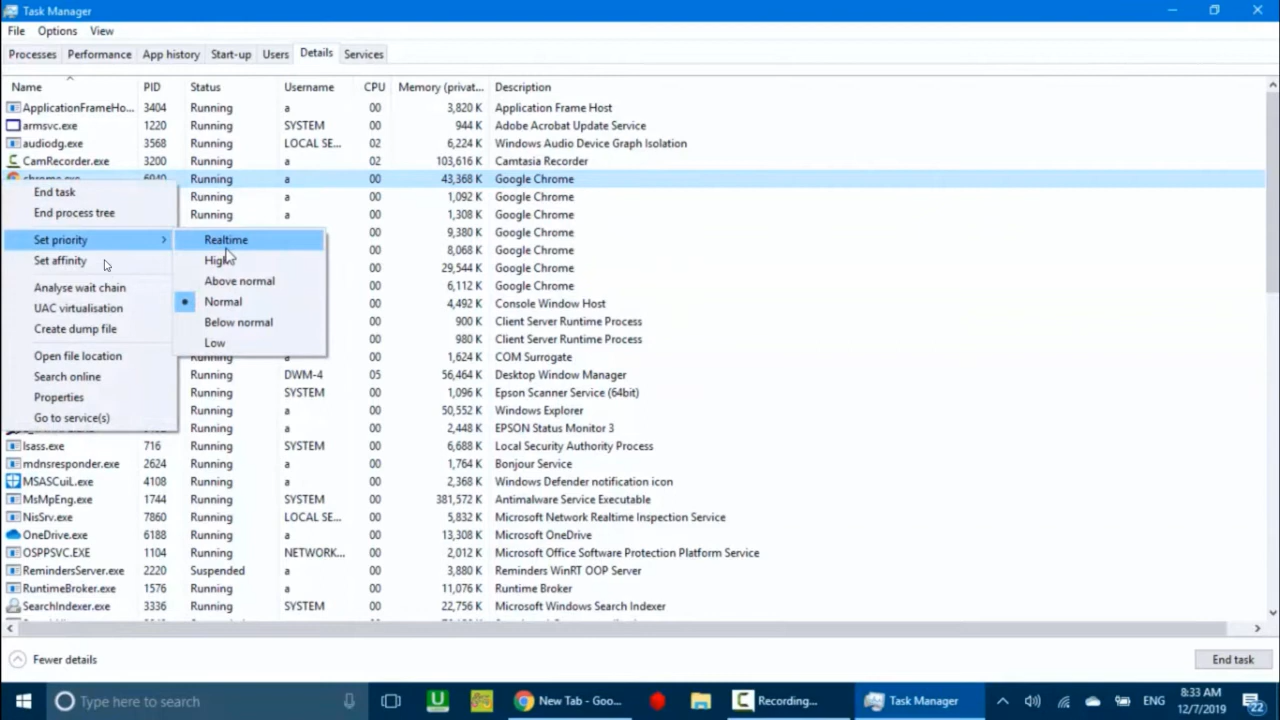 Task Manager
File Options View
Processes Performance App history Start-up Users Details Services
Name PID Status Username CPU Memory (privat... Description
ApplicationFrameHo... 3404 Running a 00 3,820 K Application Frame Host
armsvc.exe 1220 Running SYSTEM 00 944 K Adobe Acrobat Update Service
audiodg.exe 3568 Running LOCAL SE... 02 6,224 K Windows Audio Device Graph Isolation
CamRecorder.exe 3200 Running a 02 103,616 K Camtasia Recorder
chrome.exe 6040 Running a 00 43,368 K Google Chrome
End task
End process tree
Set priority
Set affinity
Analyse wait chain
UAC virtualisation
Create dump file
Open file location
Search online
Properties
Go to service(s)
Realtime
High
Above normal
Normal
Below normal
Low
Running a 00 1,092 K Google Chrome
Running a 00 1,308 K Google Chrome
00 9,380 K Google Chrome
00 8,068 K Google Chrome
00 29,544 K Google Chrome
00 6,112 K Google Chrome
00 4,492 K Console Window Host
00 900 K Client Server Runtime Process
00 980 K Client Server Runtime Process
Running a 00 1,624 K COM Surrogate
Running DWM-4 05 56,464 K Desktop Window Manager
Running SYSTEM 00 1,096 K Epson Scanner Service (64bit)
Running a 00 50,552 K Windows Explorer
Running a 00 2,448 K EPSON Status Monitor 3
lsass.exe 716 Running SYSTEM 00 6,688 K Local Security Authority Process
mdnsresponder.exe 2624 Running a 00 1,764 K Bonjour Service
MSASCuiL.exe 4108 Running a 00 2,368 K Windows Defender notification icon
MsMpEng.exe 1744 Running SYSTEM 00 381,572 K Antimalware Service Executable
NisSrv.exe 7860 Running LOCAL SE... 00 5,832 K Microsoft Network Realtime Inspection Service
OneDrive.exe 6188 Running a 00 13,308 K Microsoft OneDrive
OSPPSVC.EXE 1104 Running NETWORK... 00 2,012 K Microsoft Office Software Protection Platform Service
RemindersServer.exe 2220 Suspended a 00 3,880 K Reminders WinRT OOP Server
RuntimeBroker.exe 1576 Running a 00 11,076 K Runtime Broker
SearchIndexer.exe 3336 Running SYSTEM 00 22,756 K Microsoft Windows Search Indexer
Fewer details End task
Type here to search New Tab - Goo... Recording... Task Manager ENG 8:33 AM
12/7/2019 22